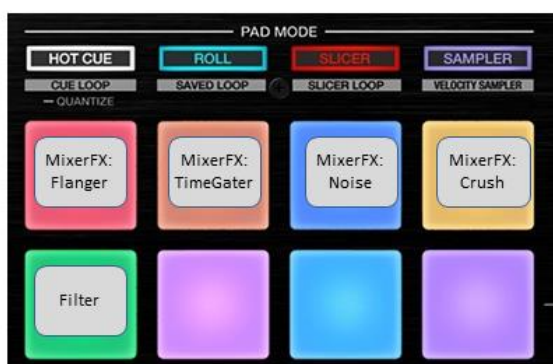 PAD MODE
HOT CUE ROLL SLICER SAMPLER
CUE LOOP SAVED LOOP SLICER LOOP VELOCITY SAMPLER
— QUANTIZE
MixerFX: MixerFX: MixerFX: MixerFX:
Flanger TimeGater Noise Crush
Filter